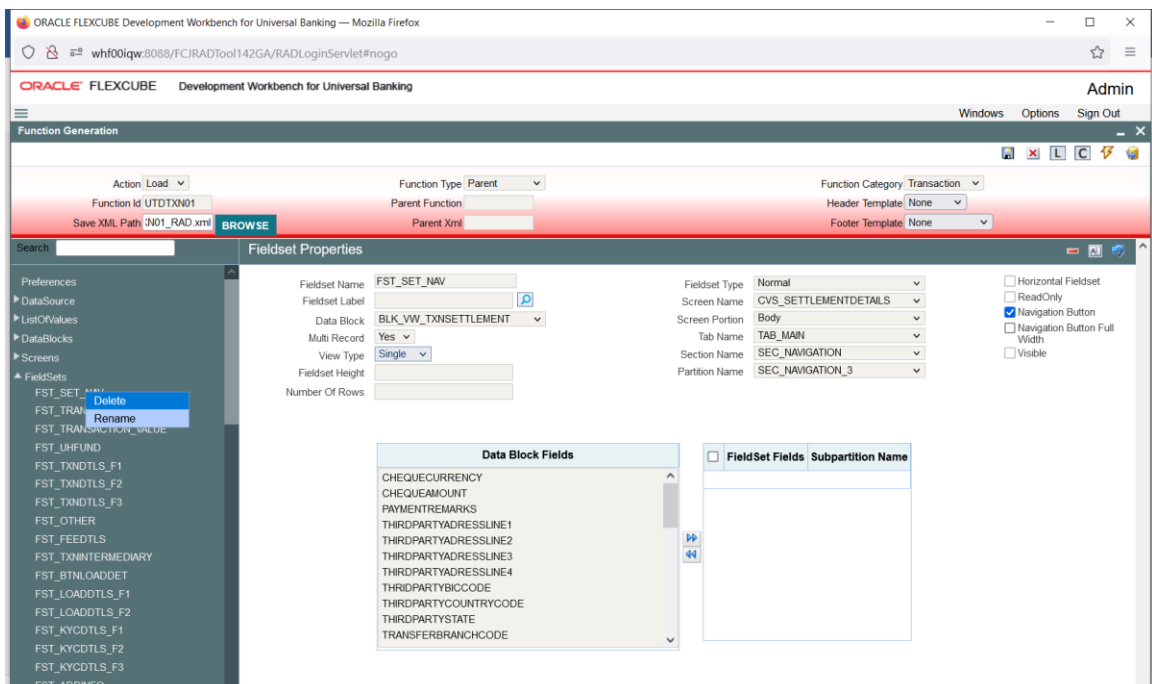 ORACLE FLEXCUBE Development Workbench for Universal Banking — Mozilla Firefox
whf00iqw:8088/FCJRADTool142GA/RADLoginServlet#nogo
ORACLE FLEXCUBE Development Workbench for Universal Banking Admin
Windows Options Sign Out
Function Generation
L C
Action Load Function Type Parent Function Category Transaction
Function Id UTDTXN01 Parent Function Header Template None
Save XML Path N01_RAD.xml BROWSE Parent Xml Footer Template None
Search Fieldset Properties
Preferences
DataSource
ListOfValues
DataBlocks
Screens
FieldSets
FST_SET_NAV
Delete
Rename
FST_TRANSACTION_VALUE
FST_UHFUND
FST_TXNDTLS_F1
FST_TXNDTLS_F2
FST_TXNDTLS_F3
FST_OTHER
FST_FEEDTLS
FST_TXNINTERMEDIARY
FST_BTNLOADDET
FST_LOADDTLS_F1
FST_LOADDTLS_F2
FST_KYCDTLS_F1
FST_KYCDTLS_F2
FST_KYCDTLS_F3
Fieldset Name FST_SET_NAV Fieldset Type Normal Horizontal Fieldset
Fieldset Label Screen Name CVS_SETTLEMENTDETAILS ReadOnly
Data Block BLK_VW_TXNSETTLEMENT Screen Portion Body Navigation Button
Multi Record Yes Tab Name TAB_MAIN Navigation Button Full Width
View Type Single Section Name SEC_NAVIGATION Visible
Fieldset Height Partition Name SEC_NAVIGATION_3
Number Of Rows
Data Block Fields FieldSet Fields Subpartition Name
CHEQUECURRENCY
CHEQUEAMOUNT
PAYMENTREMARKS
THIRDPARTYADRESSLINE1
THIRDPARTYADRESSLINE2
THIRDPARTYADRESSLINE3
THIRDPARTYADRESSLINE4
THRIDPARTYBICCODE
THIRDPARTYCOUNTRYCODE
THIRDPARTYSTATE
TRANSFERBRANCHCODE